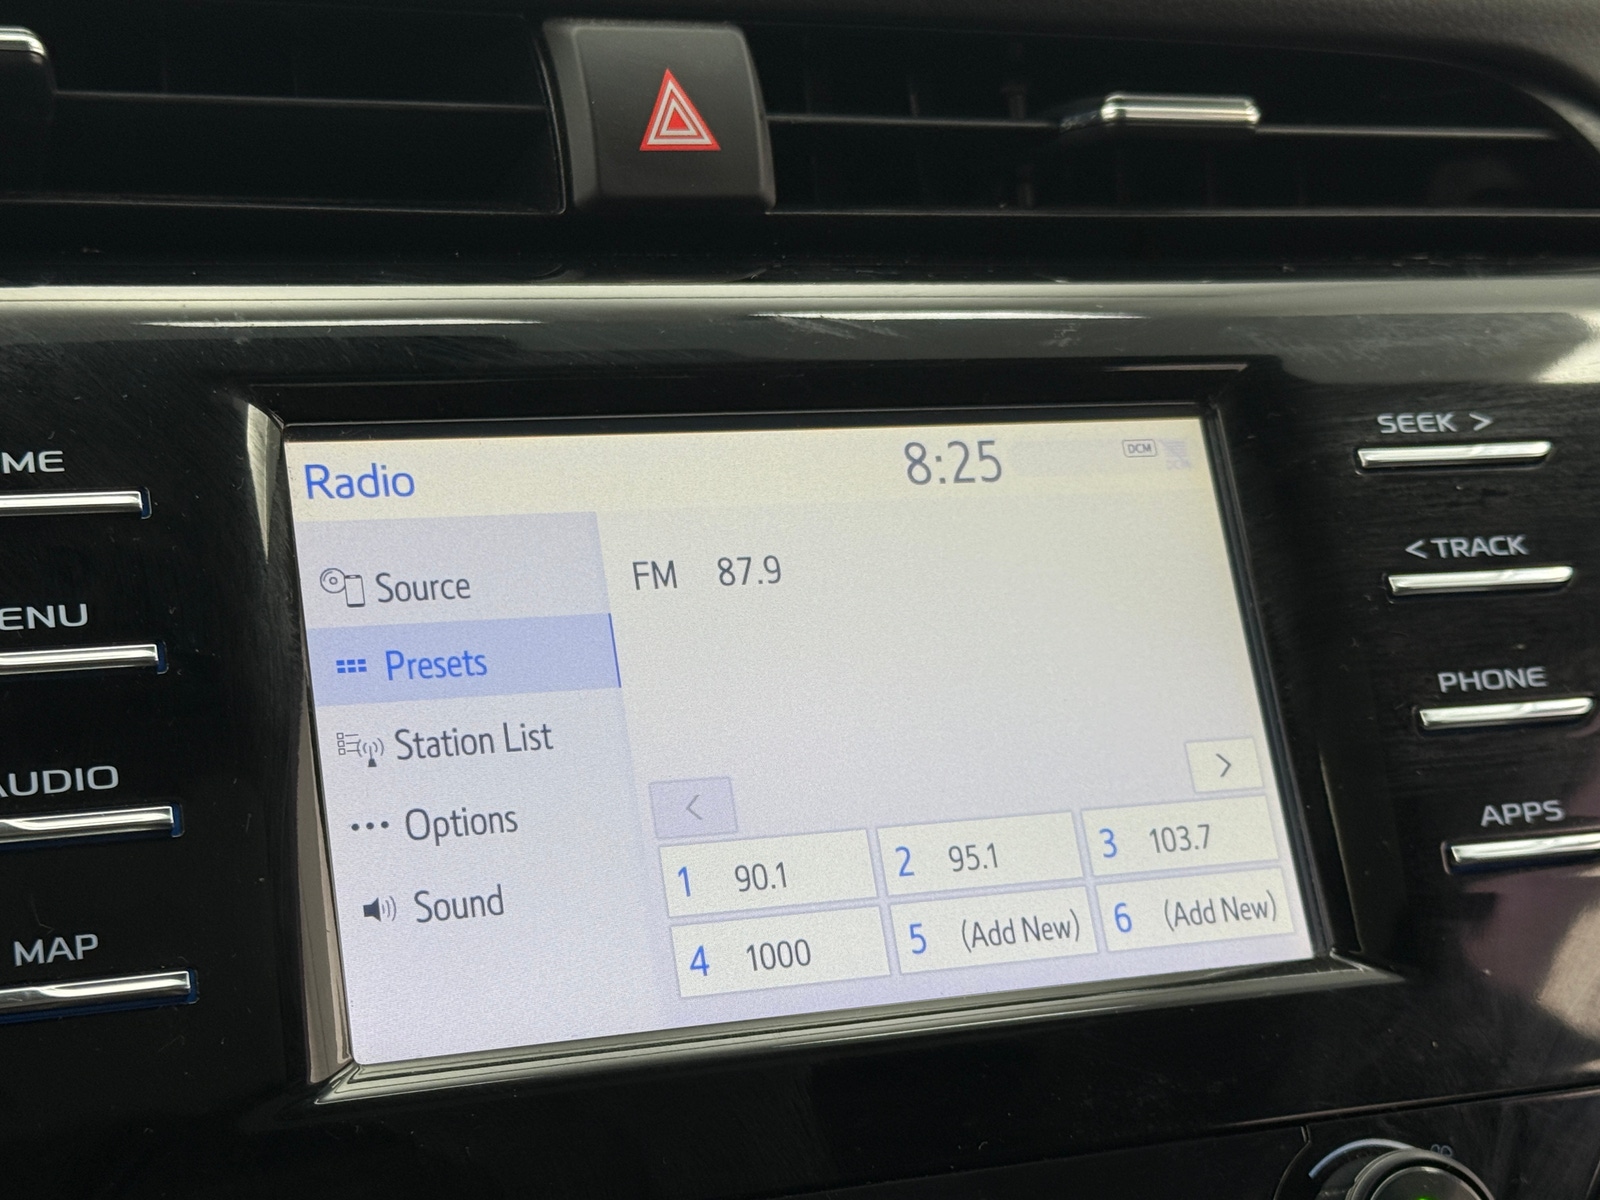 Radio
8:25
DCM
Source
FM 87.9
Presets
Station List
Options
Sound
1 90.1
2 95.1
3 103.7
4 1000
5 (Add New)
6 (Add New)
ME
ENU
AUDIO
MAP
SEEK >
< TRACK
PHONE
APPS